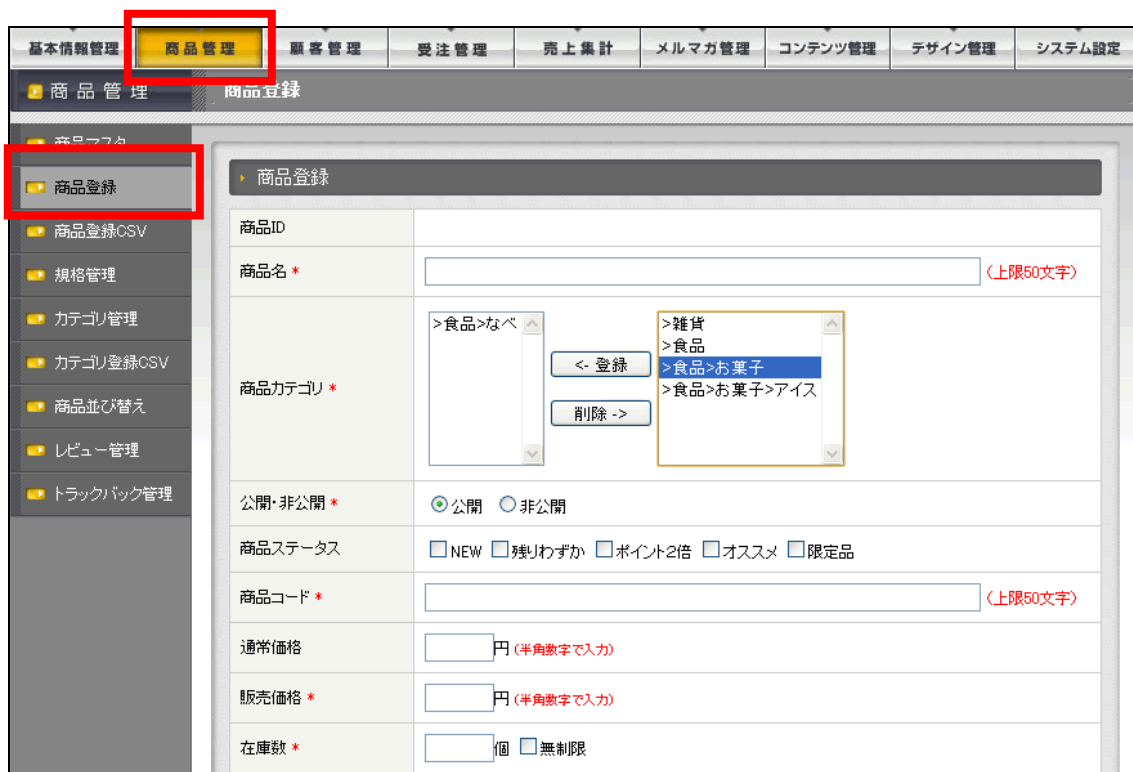 基本情報管理 商品管理 顧客管理 受注管理 売上集計 メルマガ管理 コンテンツ管理 デザイン管理 システム設定
商品管理 商品登録
商品マスタ
商品登録
商品登録CSV
規格管理
カテゴリ管理
カテゴリ登録CSV
商品並び替え
レビュー管理
トラックバック管理
商品登録
商品ID
商品名 * (上限50文字)
商品カテゴリ *
>食品>なべ
<- 登録
削除 ->
>雑貨
>食品
>食品>お菓子
>食品>お菓子>アイス
公開・非公開 * 公開 非公開
商品ステータス NEW 残りわずか ポイント2倍 オススメ 限定品
商品コード * (上限50文字)
通常価格 円 (半角数字で入力)
販売価格 * 円 (半角数字で入力)
在庫数 * 個 無制限